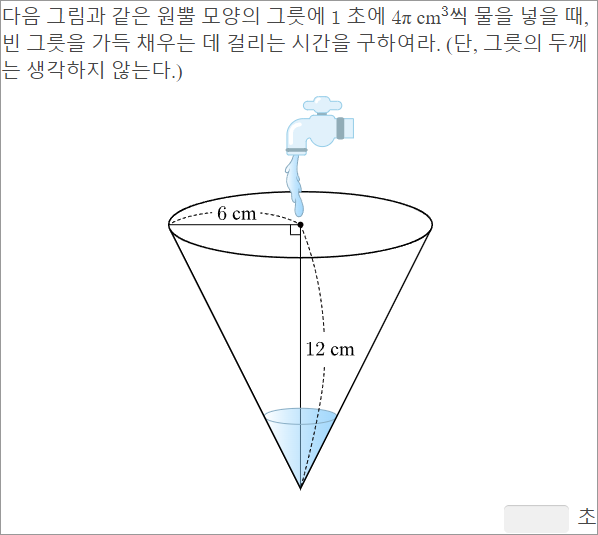 다음 그림과 같은 원뿔 모양의 그릇에 1 초에 4π cm³씩 물을 넣을 때,
빈 그릇을 가득 채우는 데 걸리는 시간을 구하여라. (단, 그릇의 두께
는 생각하지 않는다.)
6 cm
12 cm
초